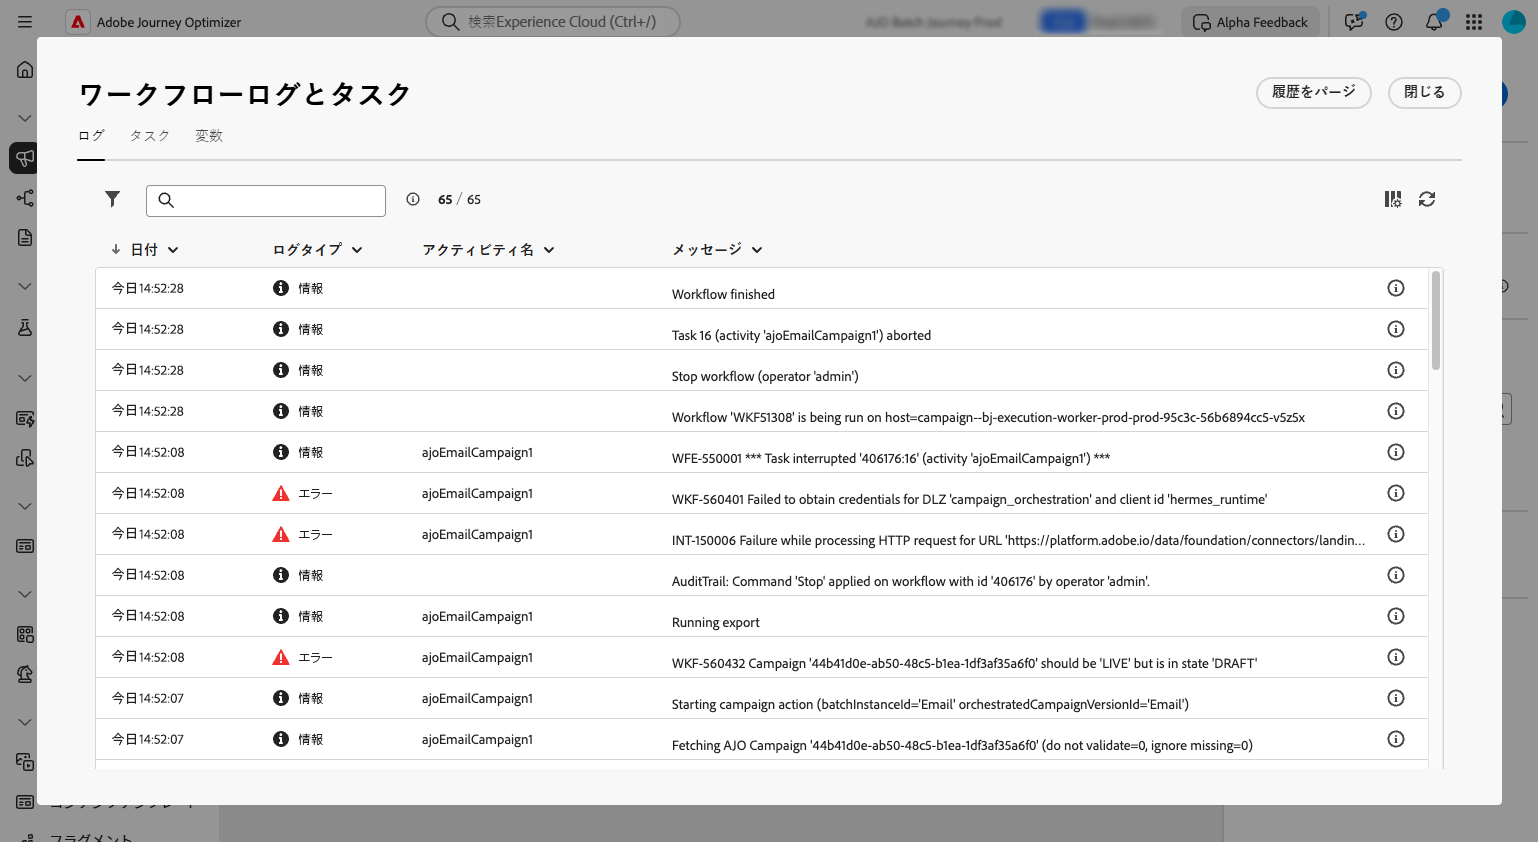 Adobe Journey Optimizer
検索Experience Cloud (Ctrl+/)
AJO Batch Journey Prod
Alpha Feedback
ワークフローログとタスク
履歴をパージ
閉じる
ログ タスク 変数
65 / 65
日付 ログタイプ アクティビティ名 メッセージ
今日14:52:28 情報 Workflow finished
今日14:52:28 情報 Task 16 (activity 'ajoEmailCampaign1') aborted
今日14:52:28 情報 Stop workflow (operator 'admin')
今日14:52:28 情報 Workflow 'WKF51308' is being run on host=campaign--bj-execution-worker-prod-prod-95c3c-56b6894cc5-v5z5x
今日14:52:08 情報 ajoEmailCampaign1 WFE-550001 *** Task interrupted '406176:16' (activity 'ajoEmailCampaign1') ***
今日14:52:08 エラー ajoEmailCampaign1 WKF-560401 Failed to obtain credentials for DLZ 'campaign_orchestration' and client id 'hermes_runtime'
今日14:52:08 エラー ajoEmailCampaign1 INT-150006 Failure while processing HTTP request for URL 'https://platform.adobe.io/data/foundation/connectors/landin...
今日14:52:08 情報 AuditTrail: Command 'Stop' applied on workflow with id '406176' by operator 'admin'.
今日14:52:08 情報 ajoEmailCampaign1 Running export
今日14:52:08 エラー ajoEmailCampaign1 WKF-560432 Campaign '44b41d0e-ab50-48c5-b1ea-1df3af35a6f0' should be 'LIVE' but is in state 'DRAFT'
今日14:52:07 情報 ajoEmailCampaign1 Starting campaign action (batchInstanceId='Email' orchestratedCampaignVersionId='Email')
今日14:52:07 情報 ajoEmailCampaign1 Fetching AJO Campaign '44b41d0e-ab50-48c5-b1ea-1df3af35a6f0' (do not validate=0, ignore missing=0)
フラグメント